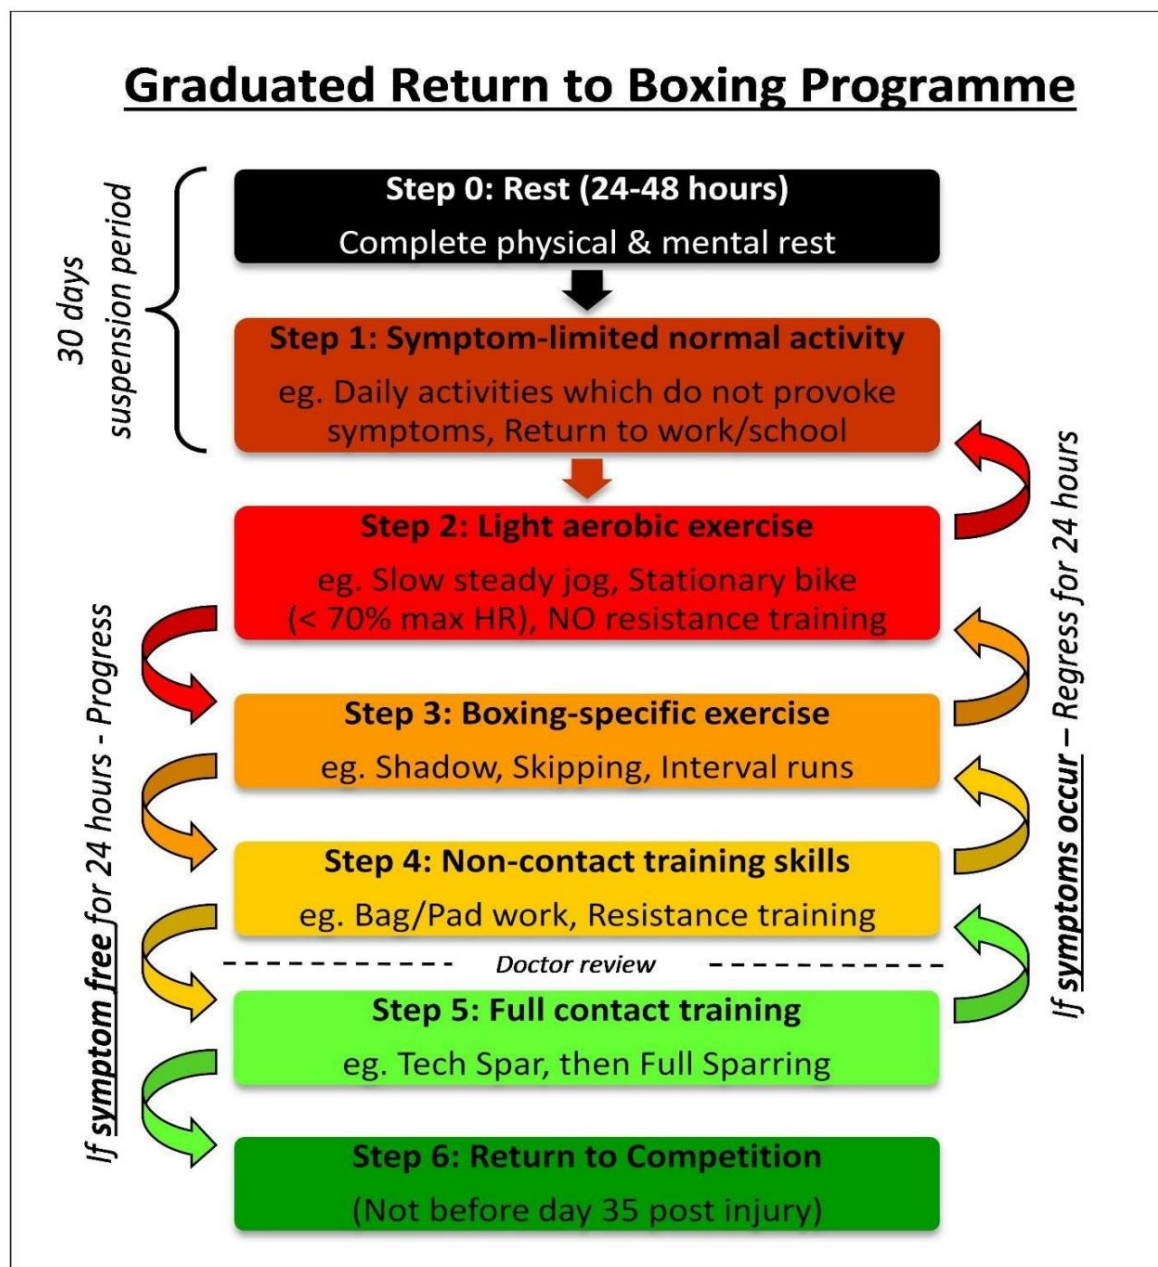 Graduated Return to Boxing Programme
30 days
suspension period
Step 0: Rest (24-48 hours)
Complete physical & mental rest
Step 1: Symptom-limited normal activity
eg. Daily activities which do not provoke
symptoms, Return to work/school
Step 2: Light aerobic exercise
eg. Slow steady jog, Stationary bike
(< 70% max HR), NO resistance training
Step 3: Boxing-specific exercise
eg. Shadow, Skipping, Interval runs
Step 4: Non-contact training skills
eg. Bag/Pad work, Resistance training
Doctor review
Step 5: Full contact training
eg. Tech Spar, then Full Sparring
Step 6: Return to Competition
(Not before day 35 post injury)
If symptom free for 24 hours - Progress
If symptoms occur – Regress for 24 hours